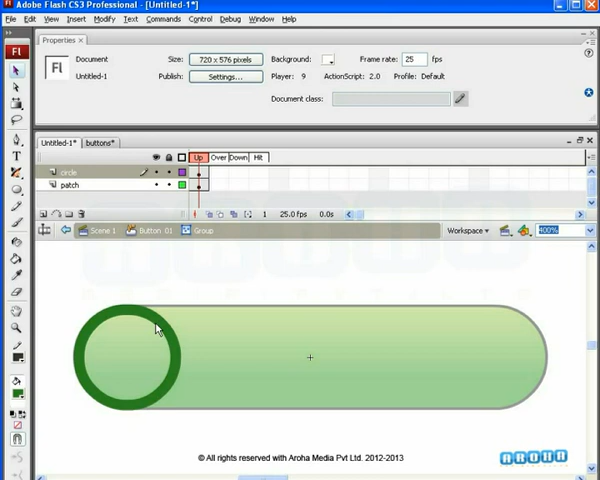 Adobe Flash CS3 Professional - [Untitled-1*]
File Edit View Insert Modify Text Commands Control Debug Window Help
Fl
Properties
Fl
Document
Size:
720 x 576 pixels
Background:
Frame rate:
25
fps
Untitled-1
Publish:
Settings...
Player: 9
ActionScript: 2.0
Profile: Default
Document class:
Untitled-1*
buttons*
Up
Over
Down
Hit
circle
patch
1
25.0 fps
0.0s
Scene 1
Button 01
Group
Workspace
400%
© All rights reserved with Aroha Media Pvt Ltd. 2012-2013
AROHA